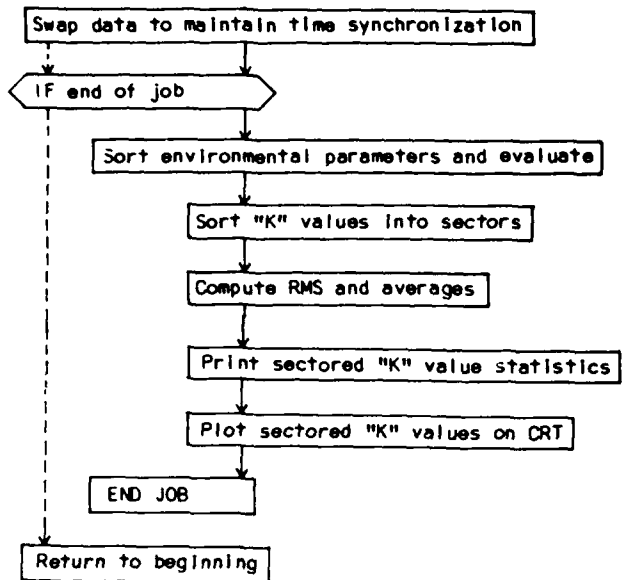 Swap data to maintain time synchronization
IF end of job
Sort environmental parameters and evaluate
Sort "K" values into sectors
Compute RMS and averages
Print sectored "K" value statistics
Plot sectored "K" values on CRT
END JOB
Return to beginning